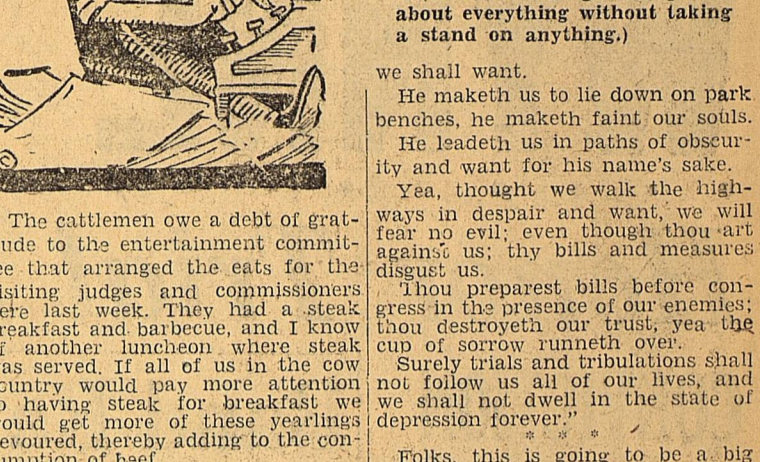 The cattlemen owe a debt of grat-
ude to the entertainment commit-
ee that arranged the eats for the
isiting judges and commissioners
ere last week. They had a steak
reakfast and barbecue, and I know
f another luncheon where steak
as served. If all of us in the cow
ountry would pay more attention
o having steak for breakfast we
ould get more of these yearlings
evoured, thereby adding to the con-
umption of beef.
about everything without taking
a stand on anything.)
we shall want.
He maketh us to lie down on park
benches, he maketh faint our souls.
He leadeth us in paths of obscur-
ity and want for his name's sake.
Yea, thought we walk the high-
ways in despair and want, we will
fear no evil; even though thou art
against us; thy bills and measures
disgust us.
Thou preparest bills before con-
gress in the presence of our enemies;
thou destroyeth our trust, yea the
cup of sorrow runneth over.
Surely trials and tribulations shall
not follow us all of our lives, and
we shall not dwell in the state of
depression forever."
* * * *
Folks, this is going to be a big